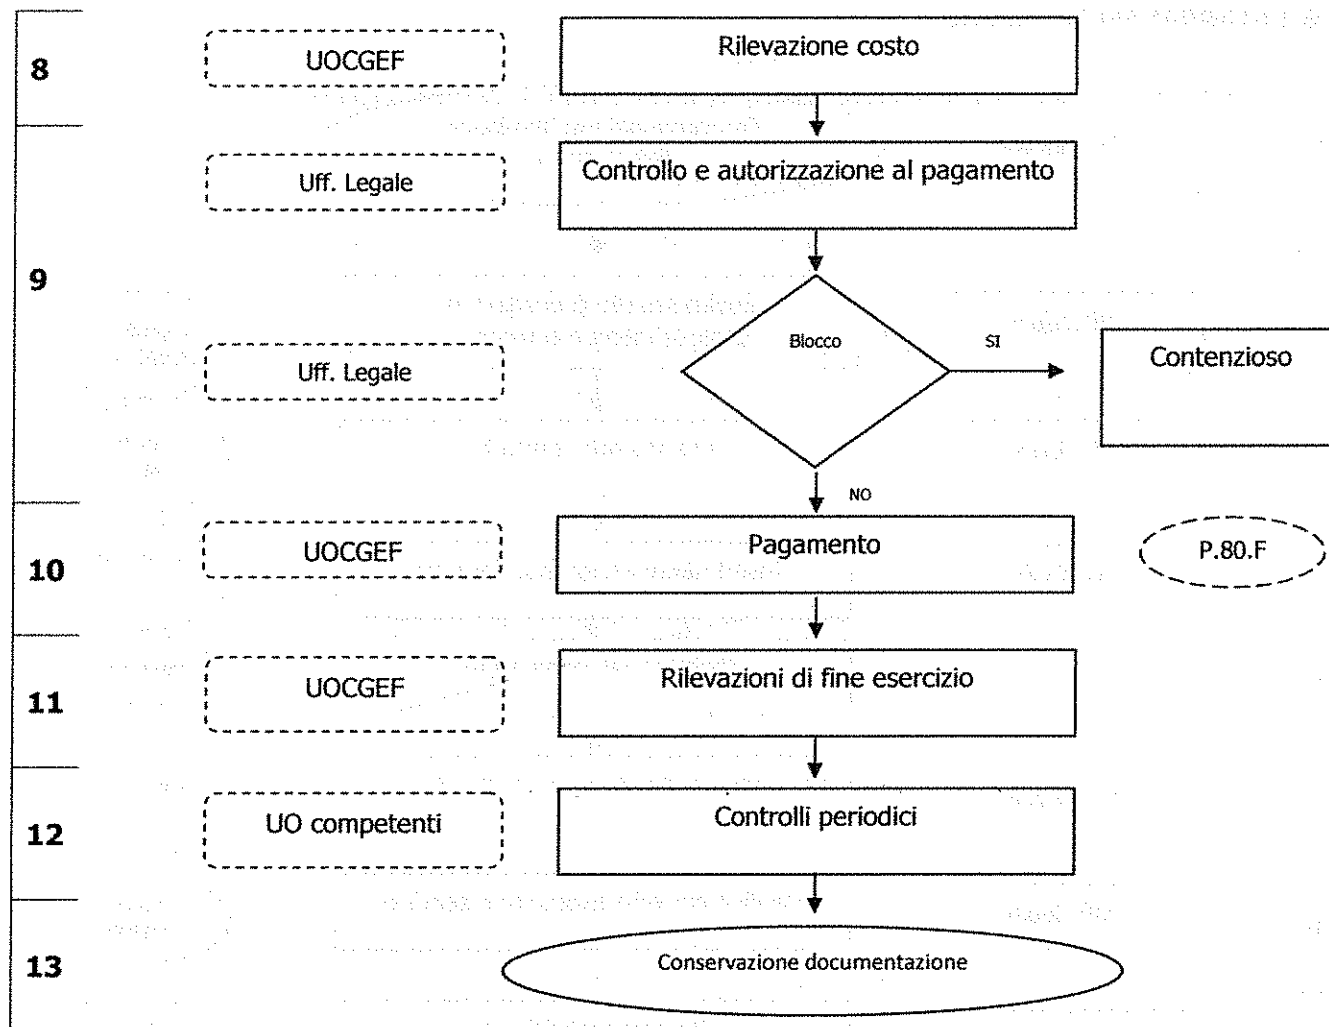 8
UOCGEF
Rilevazione costo
Uff. Legale
Controllo e autorizzazione al pagamento
9
Uff. Legale
Blocco
SI
Contenzioso
NO
10
UOCGEF
Pagamento
P.80.F
11
UOCGEF
Rilevazioni di fine esercizio
12
UO competenti
Controlli periodici
13
Conservazione documentazione